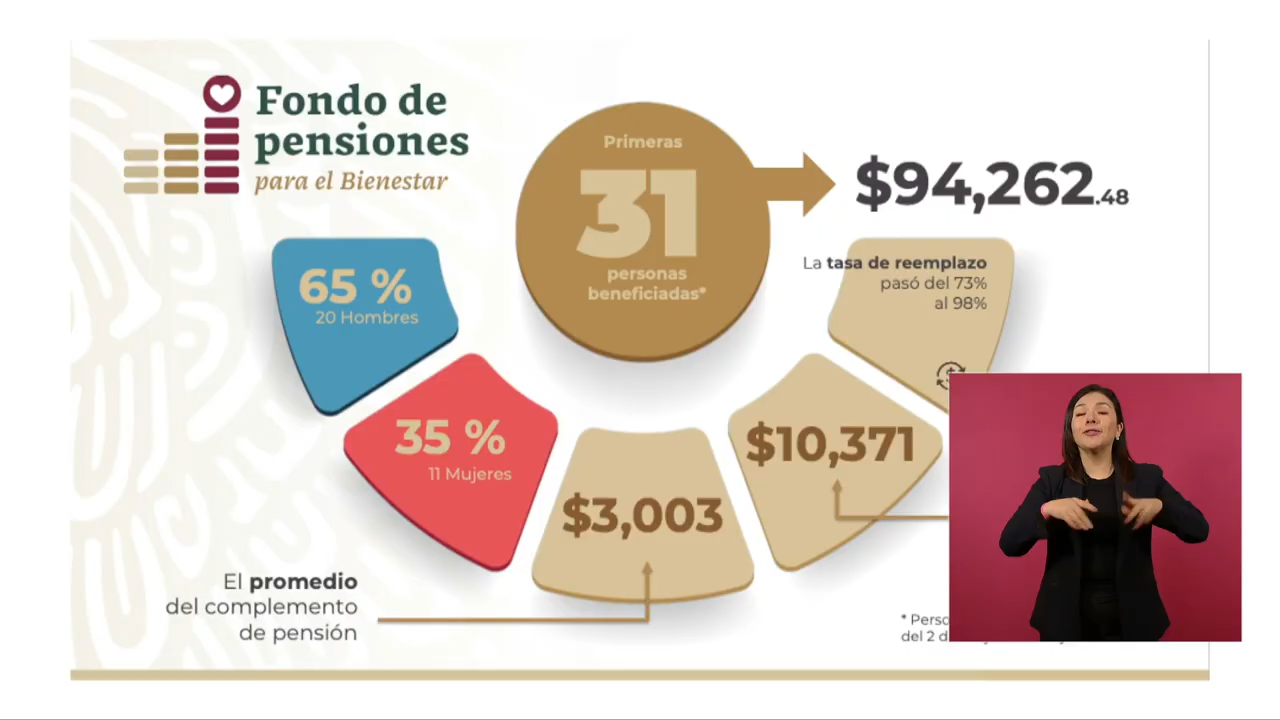 Fondo de
pensiones
para el Bienestar
Primeras
31
personas
beneficiadas*
$94,262.48
65 %
20 Hombres
35 %
11 Mujeres
$3,003
$10,371
La tasa de reemplazo
pasó del 73%
al 98%
El promedio
del complemento
de pensión
*
del 2